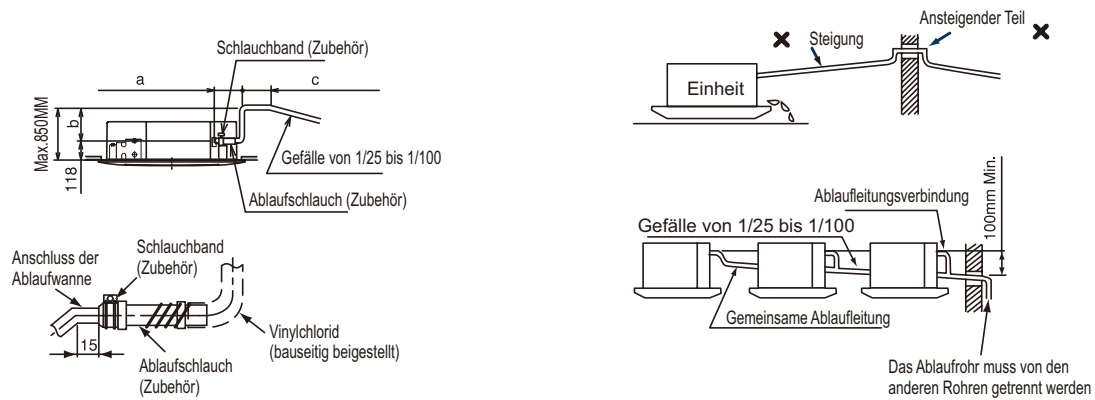 Schlauchband (Zubehör)
a
c
Max.850MM
b
118
Gefälle von 1/25 bis 1/100
Ablaufschlauch (Zubehör)
Anschluss der
Ablaufwanne
Schlauchband
(Zubehör)
15
Ablaufschlauch
(Zubehör)
Vinylchlorid
(bauseitig beigestellt)
Ansteigender Teil
Steigung
Einheit
Ablaufleitungsverbindung
100mm Min.
Gefälle von 1/25 bis 1/100
Gemeinsame Ablaufleitung
Das Ablaufrohr muss von den
anderen Rohren getrennt werden